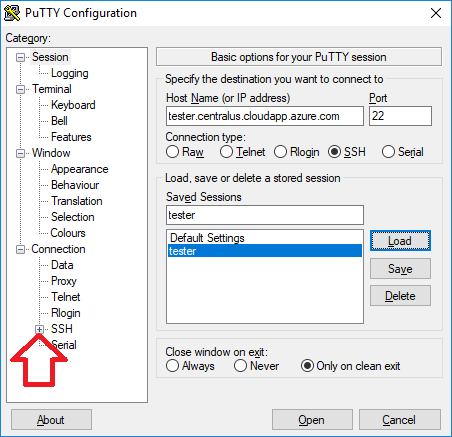 PuTTY Configuration
Category:
Session
Logging
Terminal
Keyboard
Bell
Features
Window
Appearance
Behaviour
Translation
Selection
Colours
Connection
Data
Proxy
Telnet
Rlogin
SSH
Serial
Basic options for your PuTTY session
Specify the destination you want to connect to
Host Name (or IP address) Port
tester.centralus.cloudapp.azure.com 22
Connection type:
Raw Telnet Rlogin SSH Serial
Load, save or delete a stored session
Saved Sessions
tester
Default Settings
tester
Load
Save
Delete
Close window on exit:
Always Never Only on clean exit
About Open Cancel